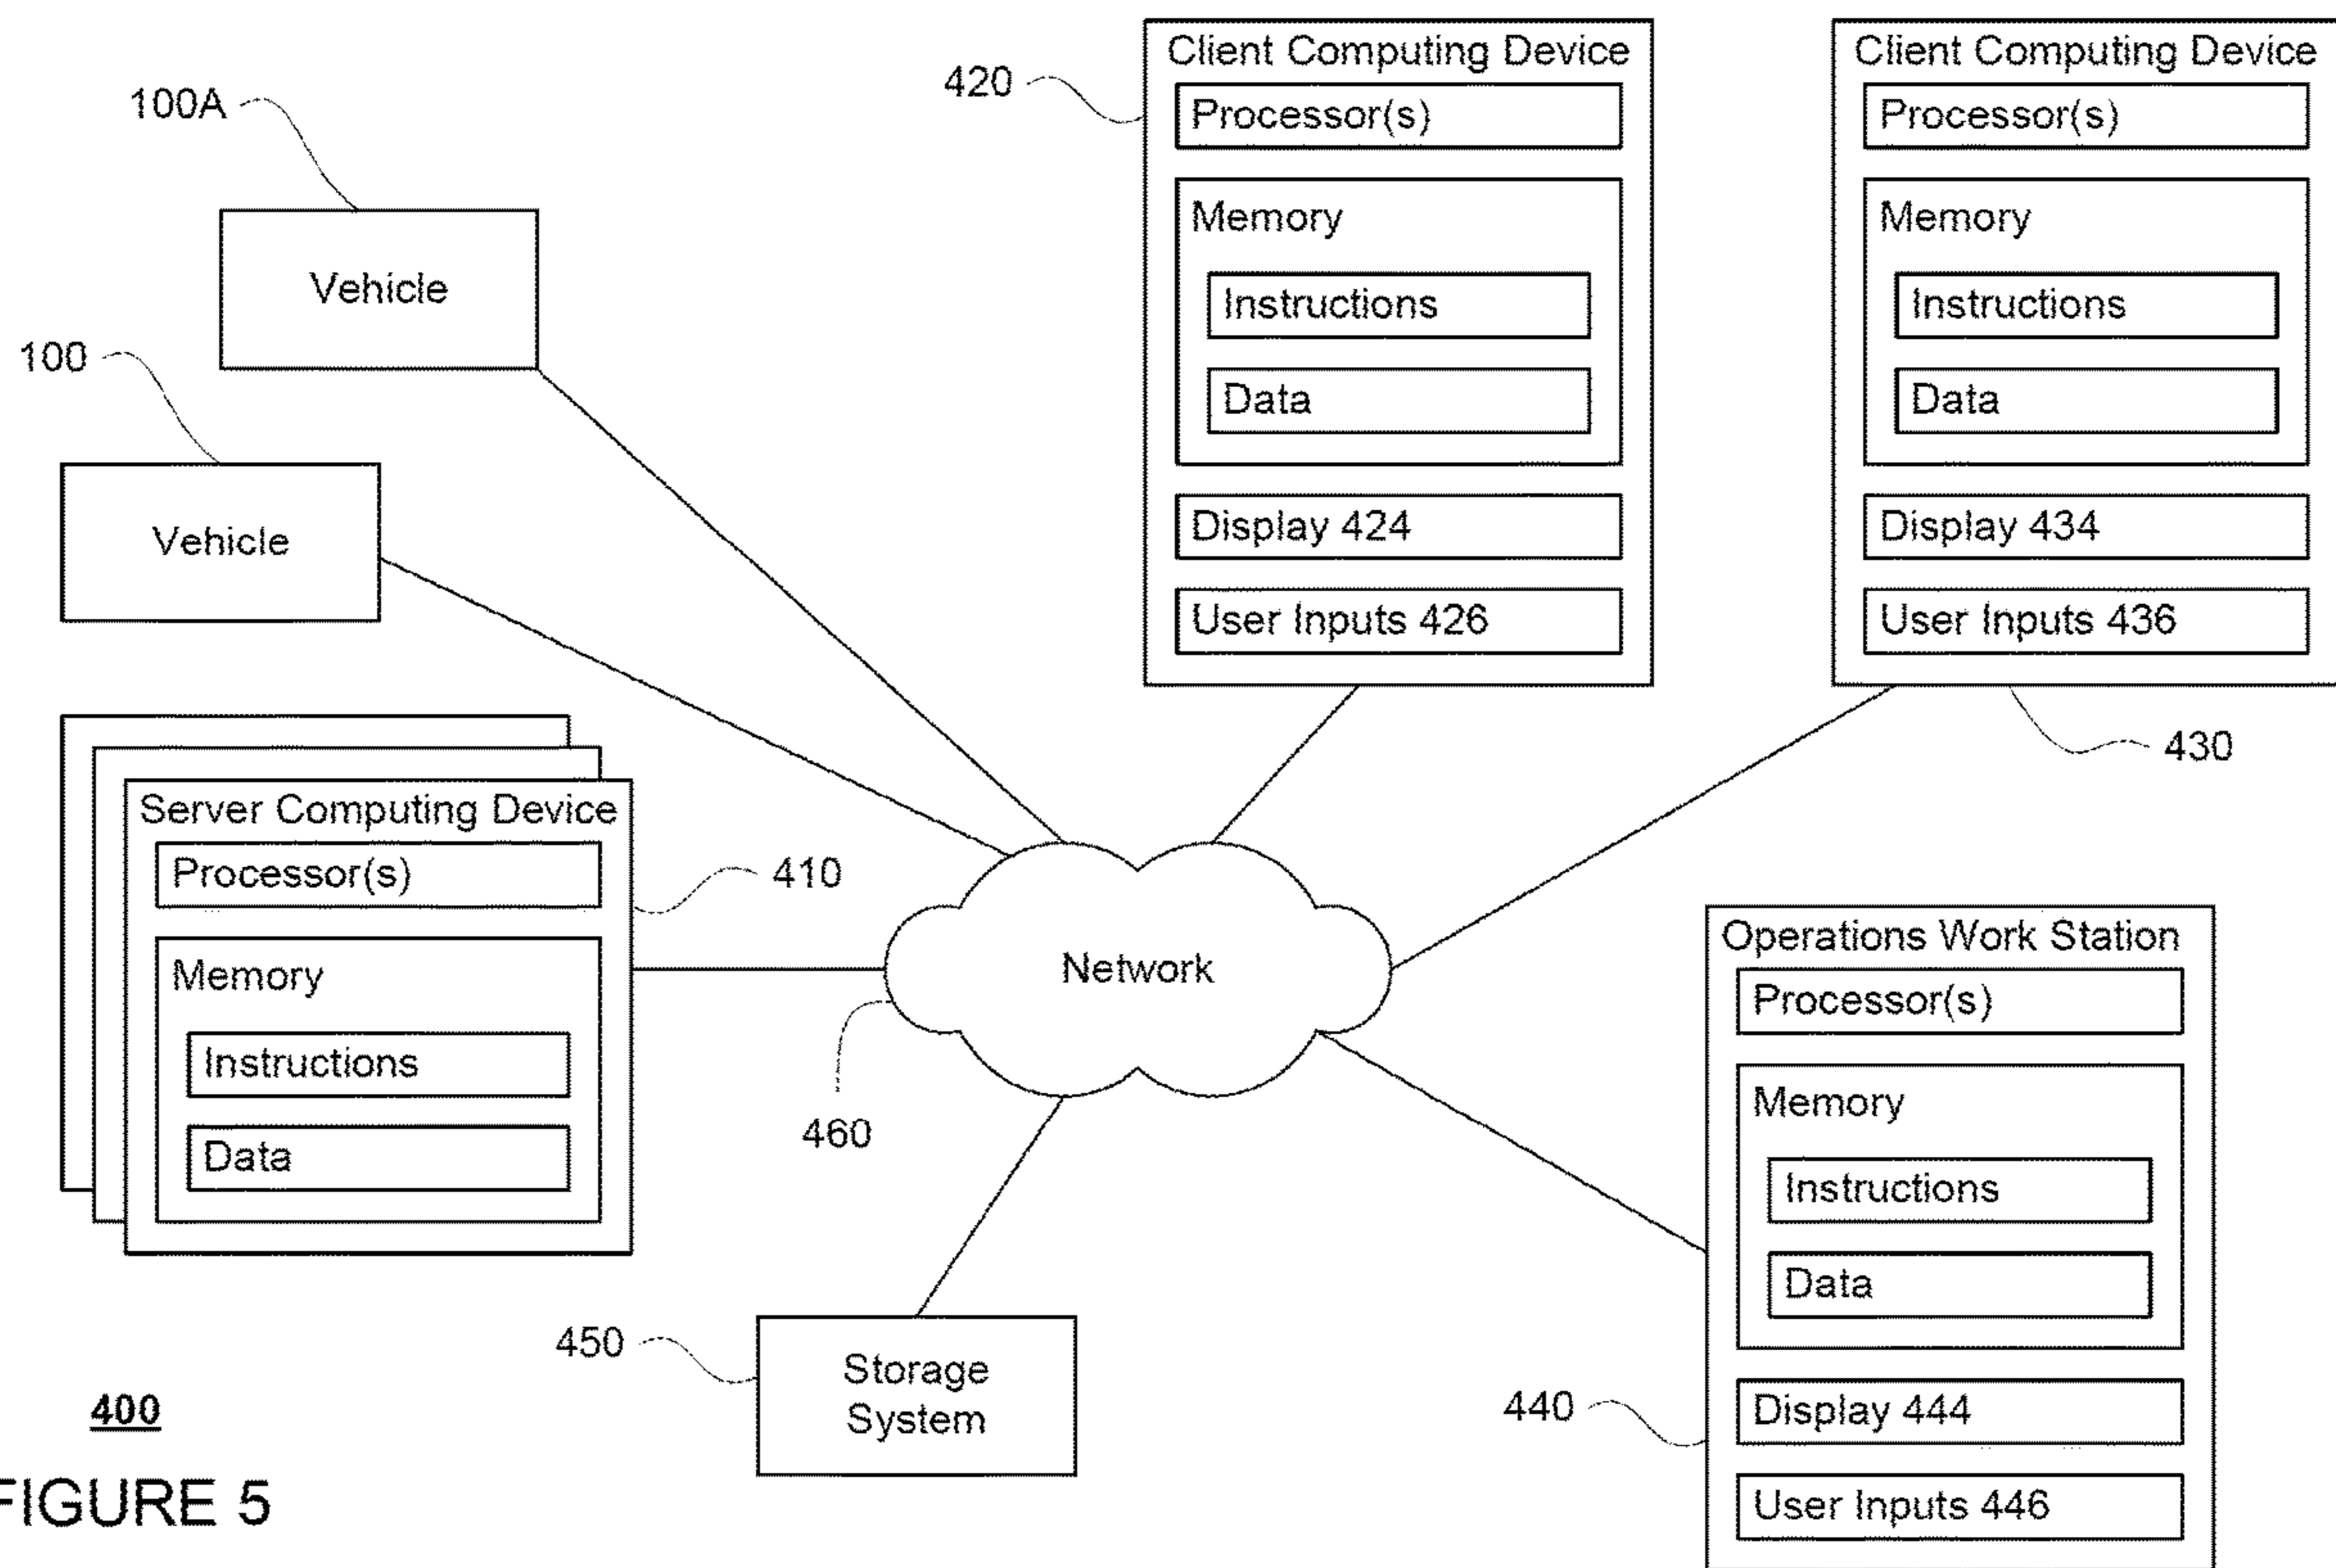 100A
Vehicle
100
Vehicle
Client Computing Device
420
Processor(s)
Memory
Instructions
Data
Display 424
User Inputs 426
Client Computing Device
Processor(s)
Memory
Instructions
Data
Display 434
User Inputs 436
430
Server Computing Device
Processor(s)
410
Memory
Instructions
Data
Network
460
Operations Work Station
Processor(s)
Memory
Instructions
Data
Display 444
440
User Inputs 446
450
Storage
System
400
FIGURE 5